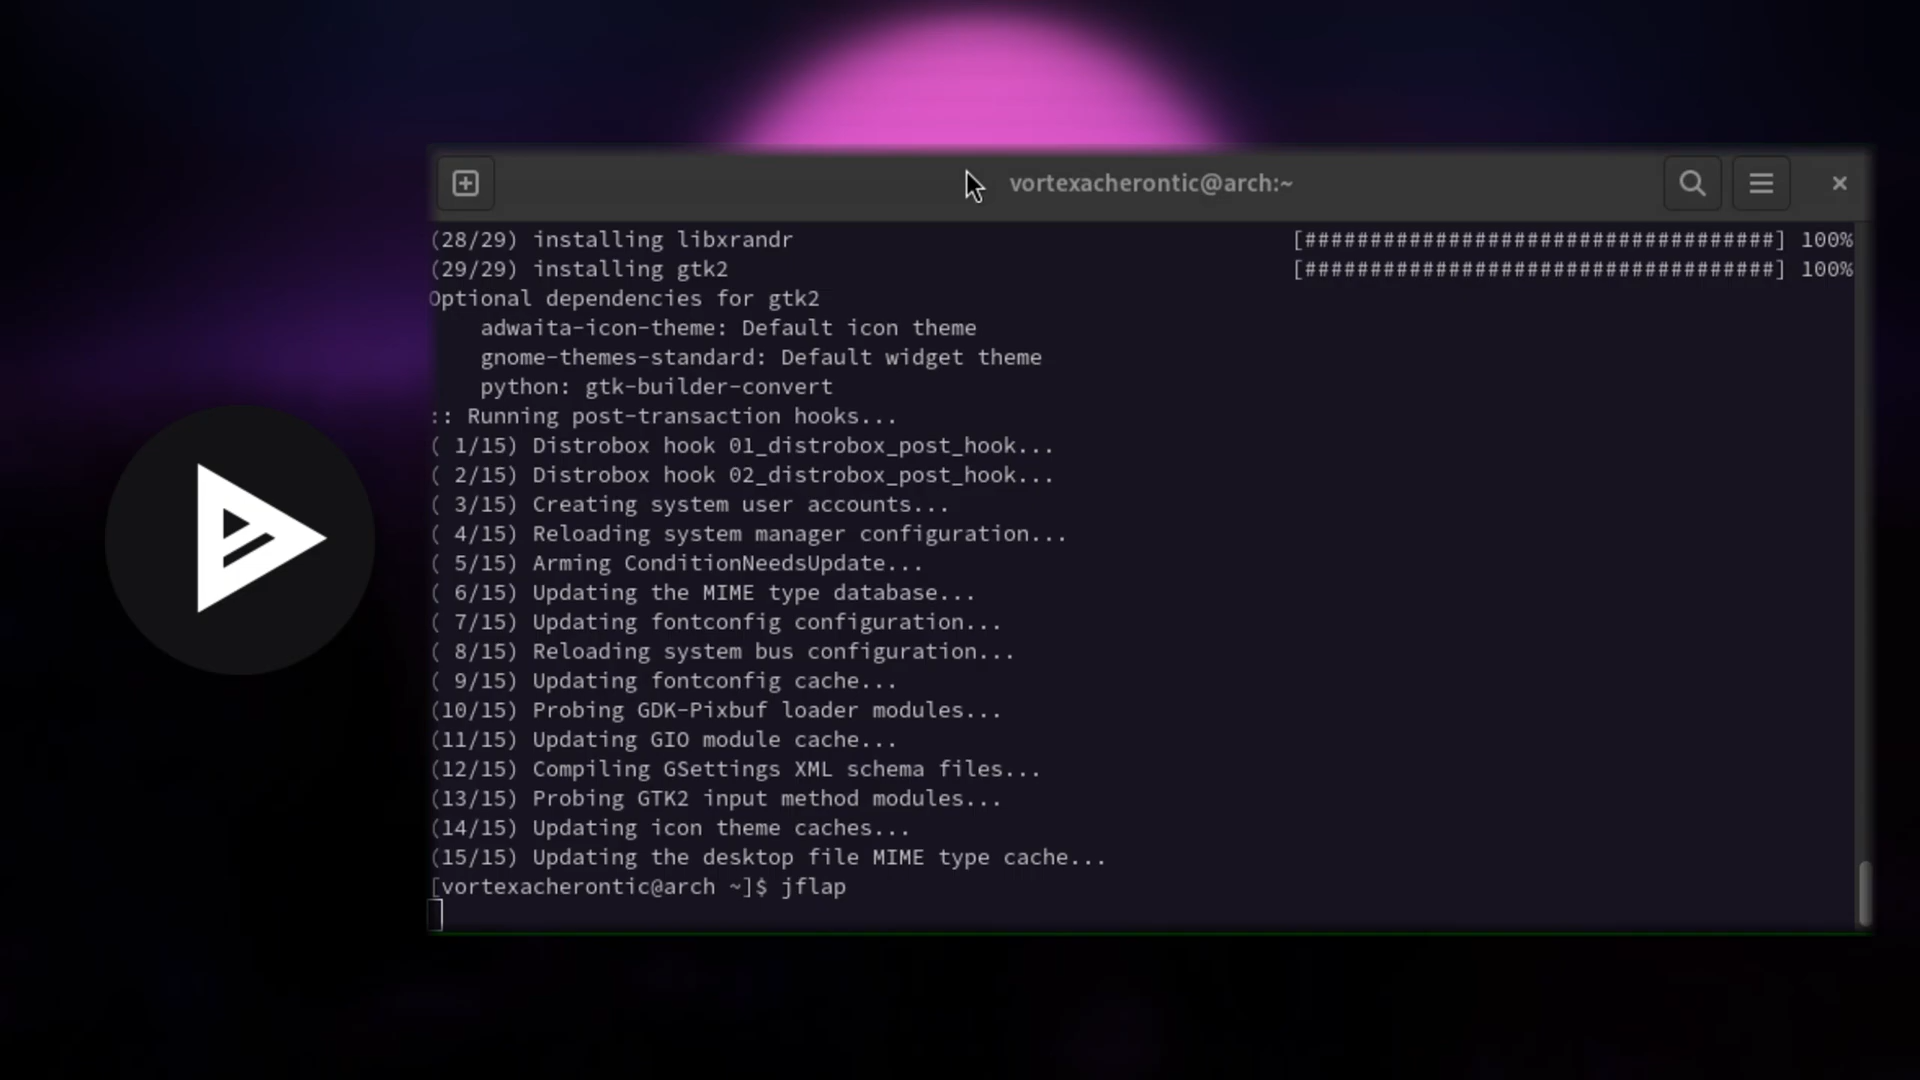 vortexacherontic@arch:~
(28/29) installing libxrandr [####################################] 100%
(29/29) installing gtk2 [####################################] 100%
Optional dependencies for gtk2
adwaita-icon-theme: Default icon theme
gnome-themes-standard: Default widget theme
python: gtk-builder-convert
:: Running post-transaction hooks...
( 1/15) Distrobox hook 01_distrobox_post_hook...
( 2/15) Distrobox hook 02_distrobox_post_hook...
( 3/15) Creating system user accounts...
( 4/15) Reloading system manager configuration...
( 5/15) Arming ConditionNeedsUpdate...
( 6/15) Updating the MIME type database...
( 7/15) Updating fontconfig configuration...
( 8/15) Reloading system bus configuration...
( 9/15) Updating fontconfig cache...
(10/15) Probing GDK-Pixbuf loader modules...
(11/15) Updating GIO module cache...
(12/15) Compiling GSettings XML schema files...
(13/15) Probing GTK2 input method modules...
(14/15) Updating icon theme caches...
(15/15) Updating the desktop file MIME type cache...
[vortexacherontic@arch ~]$ jflap